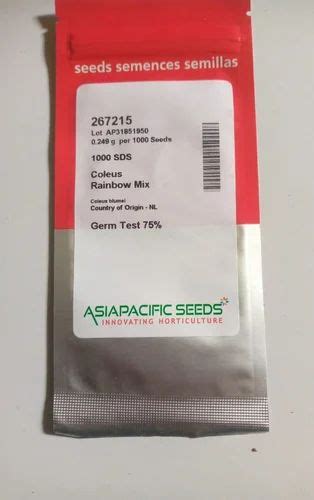 seeds semences semillas
267215
Lot AP31851950
0.249 g per 1000 Seeds
1000 SDS
Coleus
Rainbow Mix
Coleus blumei
Country of Origin - NL
Germ Test 75%
ASIAPACIFIC SEEDS
INNOVATING HORTICULTURE